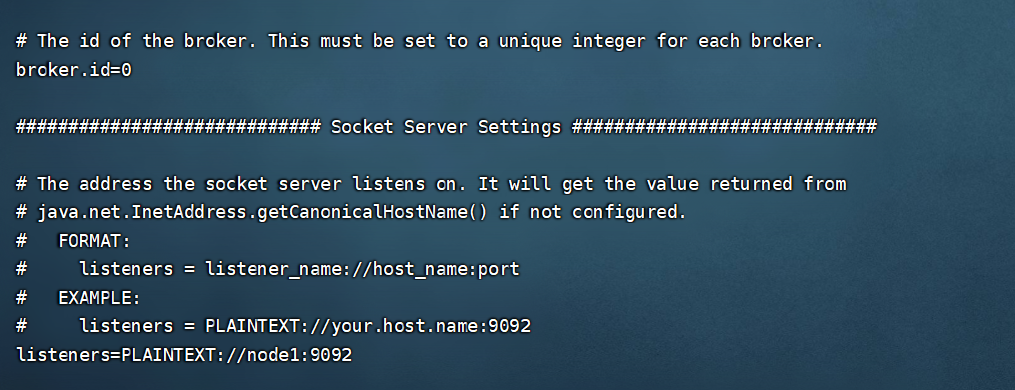 # The id of the broker. This must be set to a unique integer for each broker.
broker.id=0
############################# Socket Server Settings #############################
# The address the socket server listens on. It will get the value returned from
# java.net.InetAddress.getCanonicalHostName() if not configured.
#   FORMAT:
#     listeners = listener_name://host_name:port
#   EXAMPLE:
#     listeners = PLAINTEXT://your.host.name:9092
listeners=PLAINTEXT://node1:9092